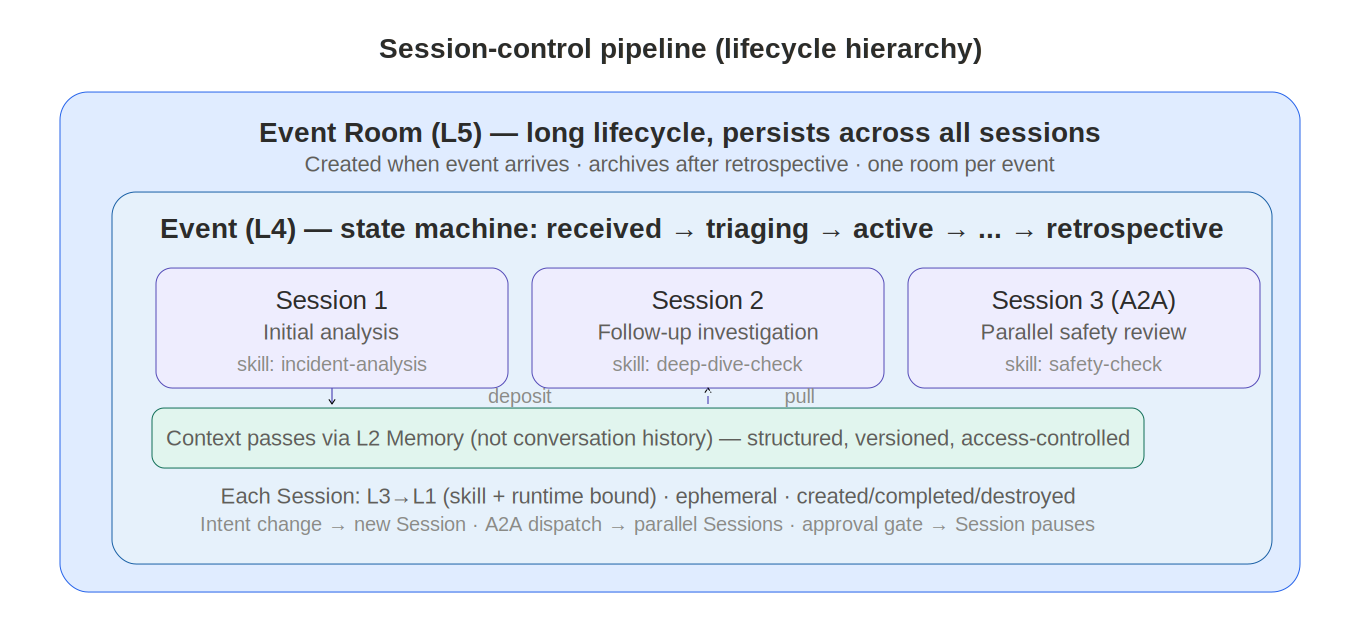 Session-control pipeline (lifecycle hierarchy)
Event Room (L5) — long lifecycle, persists across all sessions
Created when event arrives · archives after retrospective · one room per event
Event (L4) — state machine: received → triaging → active → ... → retrospective
Session 1
Initial analysis
skill: incident-analysis
Session 2
Follow-up investigation
skill: deep-dive-check
Session 3 (A2A)
Parallel safety review
skill: safety-check
deposit
pull
Context passes via L2 Memory (not conversation history) — structured, versioned, access-controlled
Each Session: L3→L1 (skill + runtime bound) · ephemeral · created/completed/destroyed
Intent change → new Session · A2A dispatch → parallel Sessions · approval gate → Session pauses